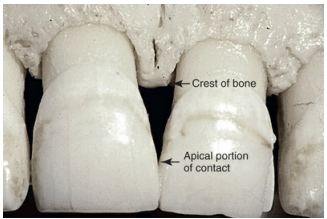 Crest of bone
Apical portion
of contact